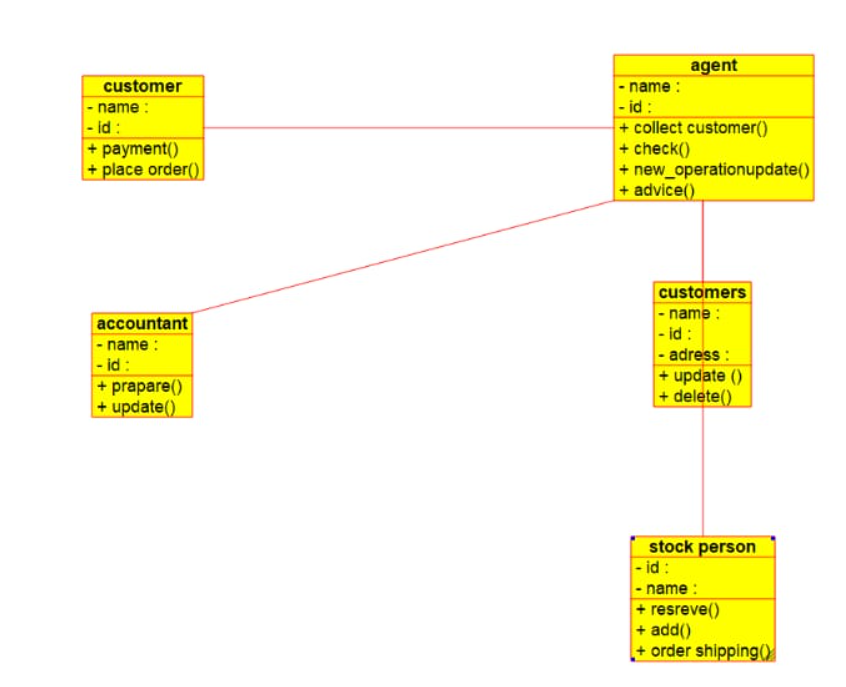 customer
- name :
- id :
+ payment()
+ place order()
agent
- name :
- id :
+ collect customer()
+ check()
+ new_operationupdate()
+ advice()
accountant
- name :
- id :
+ prapare()
+ update()
customers
- name :
- id :
- adress :
+ update ()
+ delete()
stock person
- id :
- name :
+ resreve()
+ add()
+ order shipping()